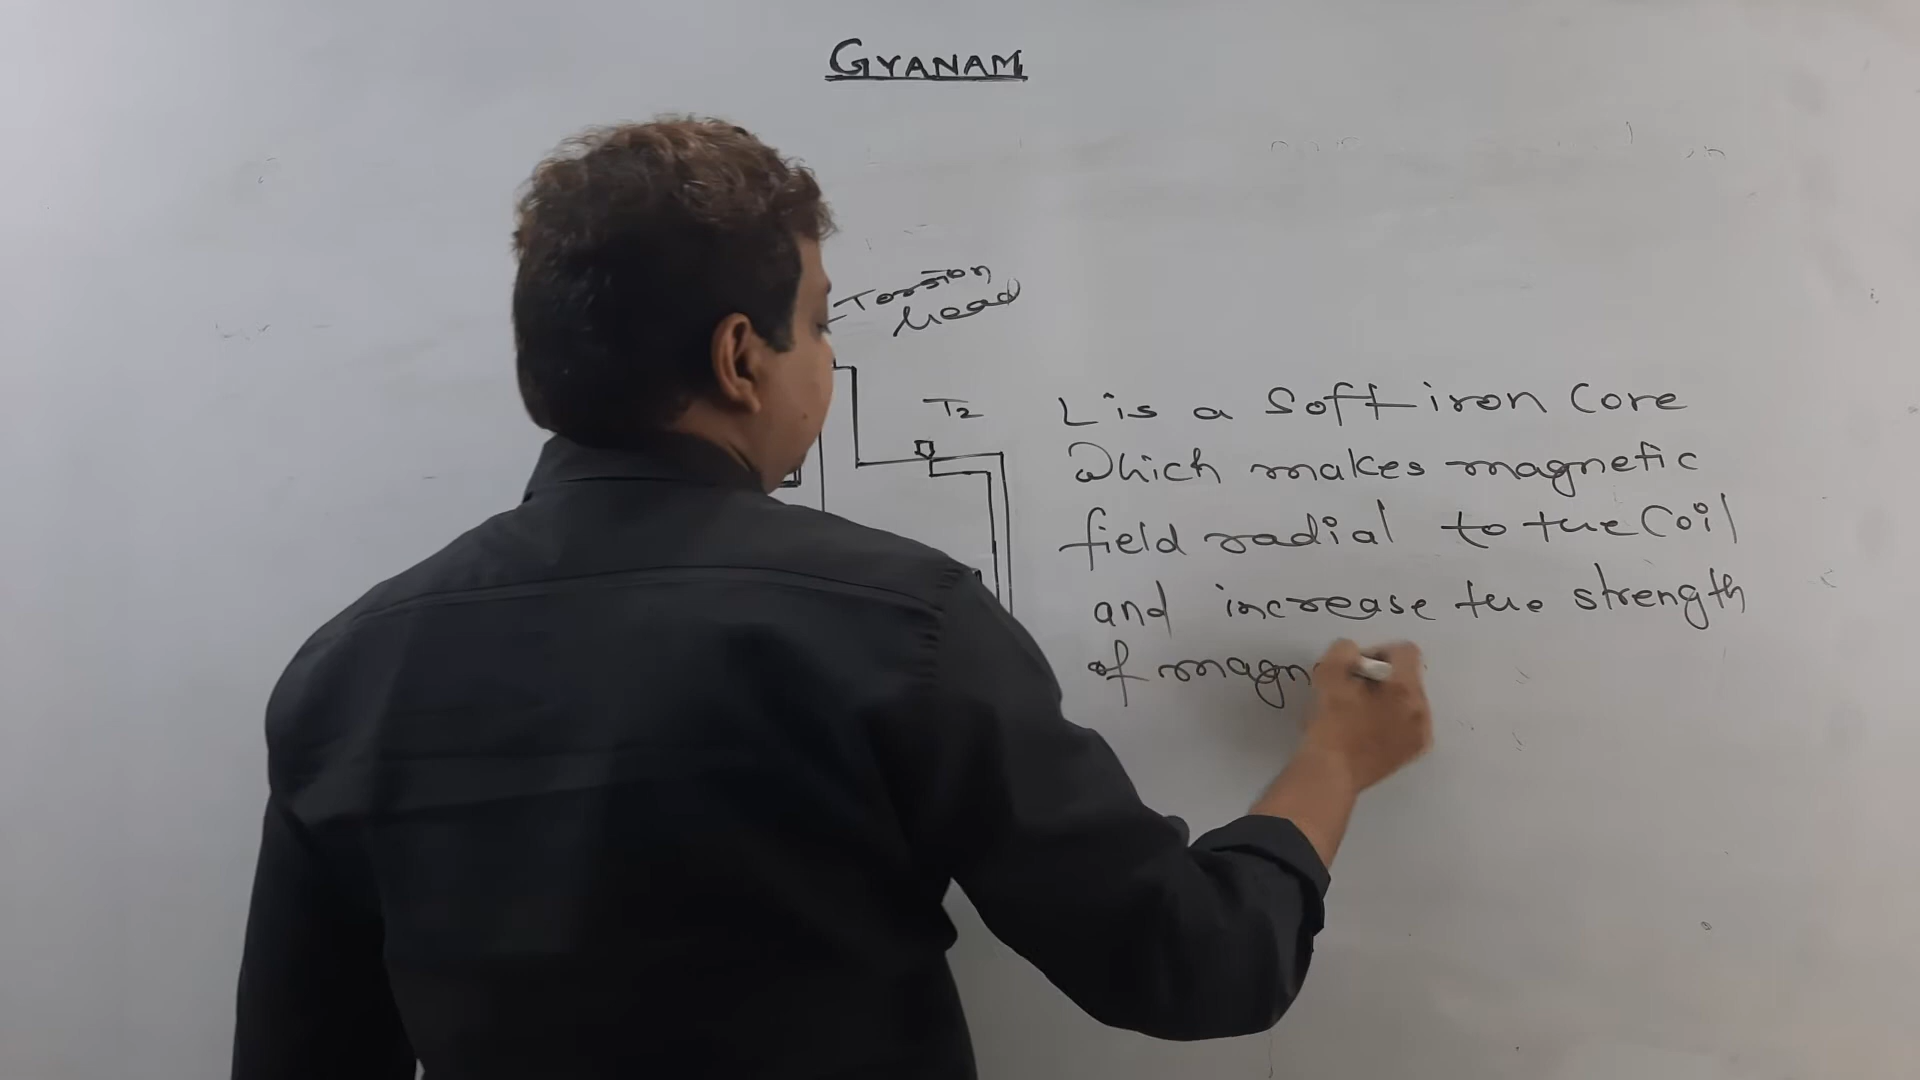 GYANAM
Torsion
head
T2
L is a Soft iron Core
Which makes magnetic
field radial to the Coil
and increase the strength
of magn